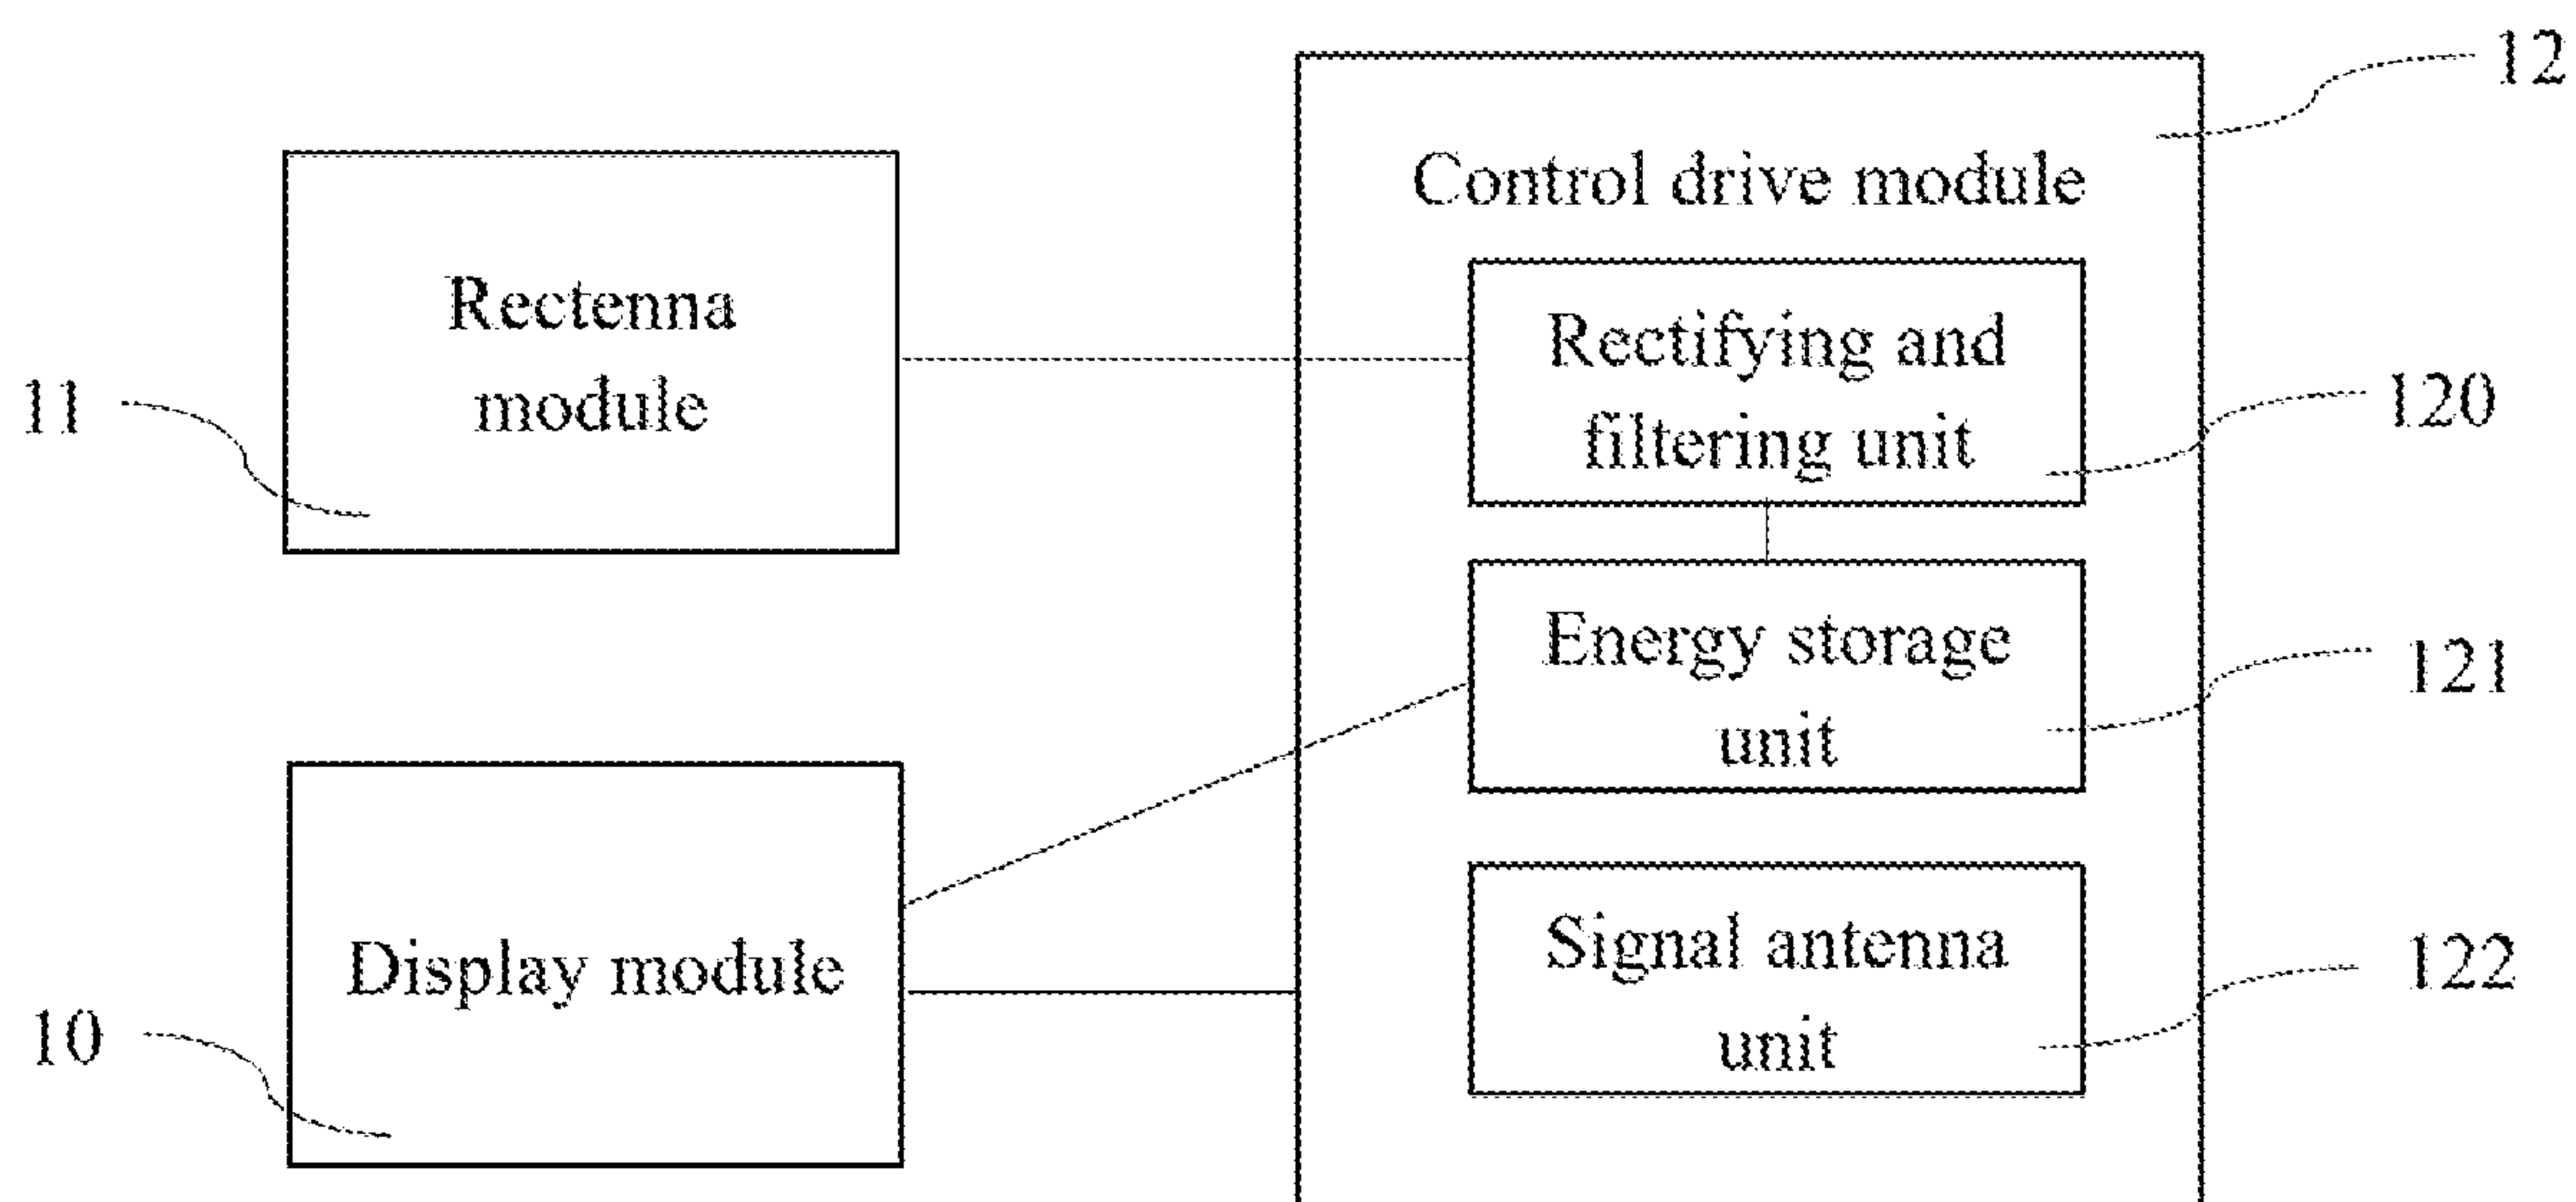 12
Control drive module
Rectenna
module
11
Rectifying and
filtering unit
120
Energy storage
unit
121
Display module
10
Signal antenna
unit
122